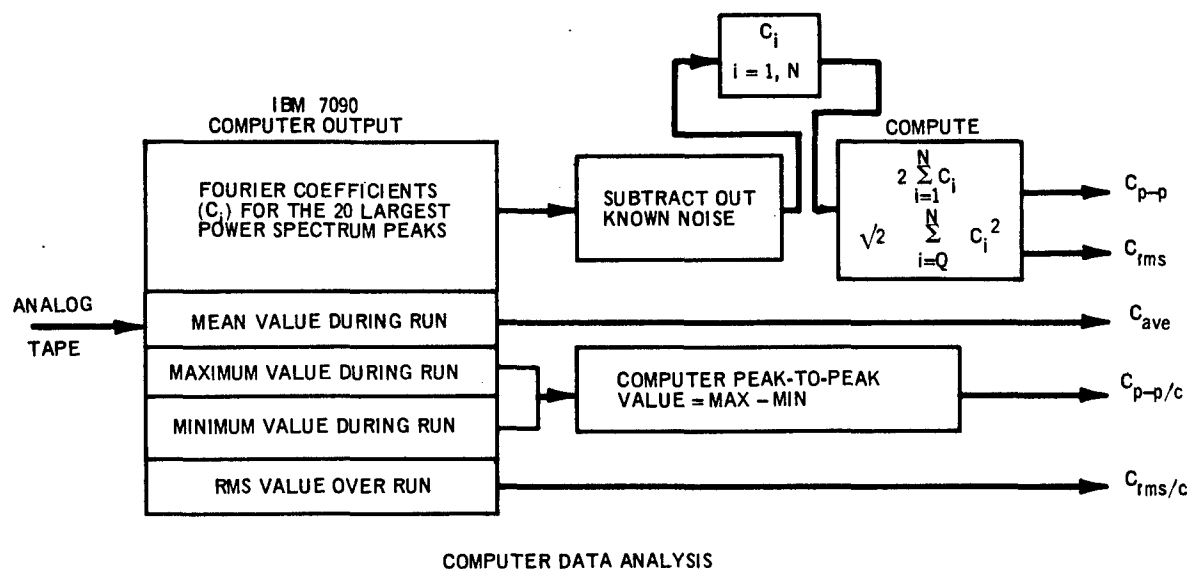 C_i
i = 1, N
IBM 7090
COMPUTER OUTPUT
COMPUTE
FOURIER COEFFICIENTS
(C_i) FOR THE 20 LARGEST
POWER SPECTRUM PEAKS
SUBTRACT OUT
KNOWN NOISE
N
2 Σ C_i
i=1
N
√2 Σ C_i^2
i=Q
C_p-p
C_rms
ANALOG
TAPE
MEAN VALUE DURING RUN
C_ave
MAXIMUM VALUE DURING RUN
MINIMUM VALUE DURING RUN
COMPUTER PEAK-TO-PEAK
VALUE = MAX - MIN
C_p-p/c
RMS VALUE OVER RUN
C_rms/c
COMPUTER DATA ANALYSIS